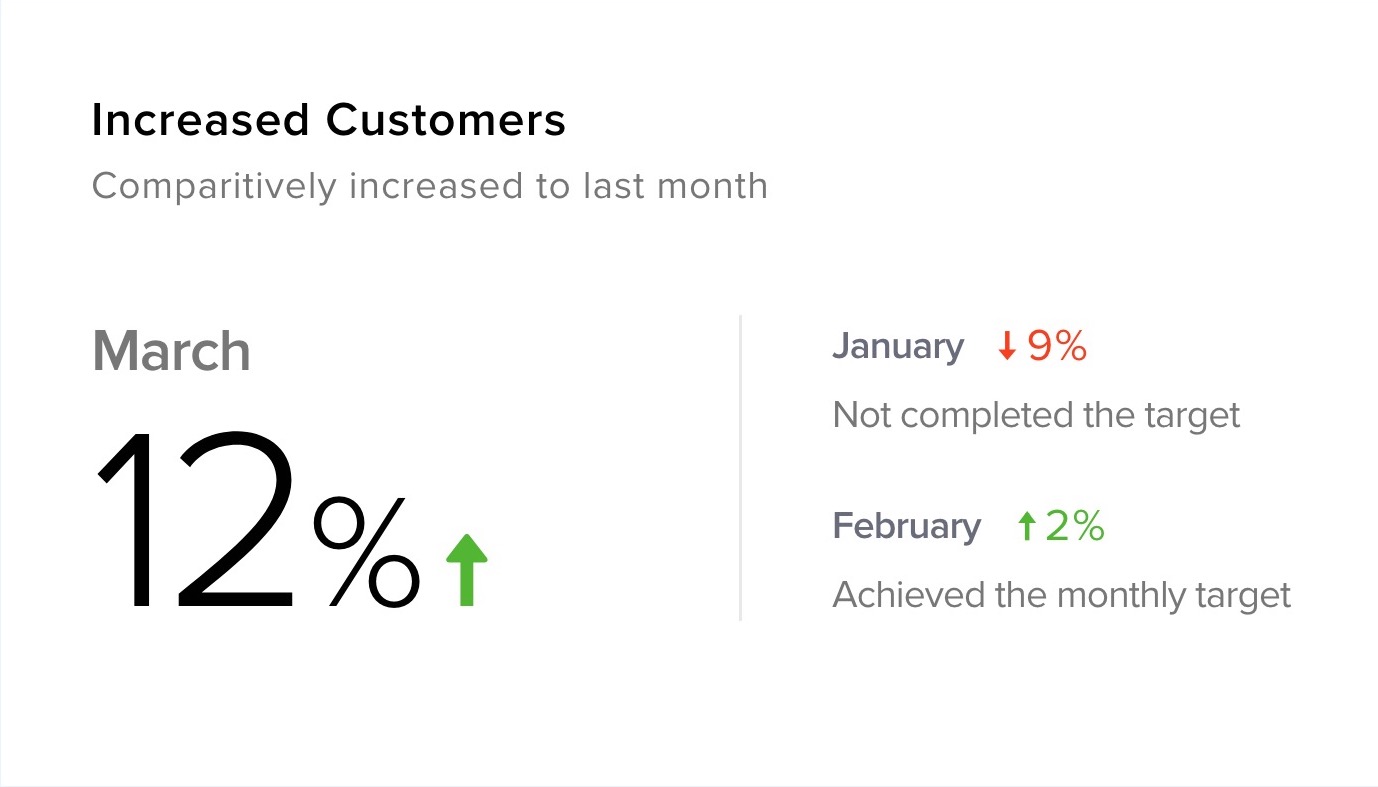 Increased Customers
Comparitively increased to last month
March
12%
January 9%
Not completed the target
February 2%
Achieved the monthly target